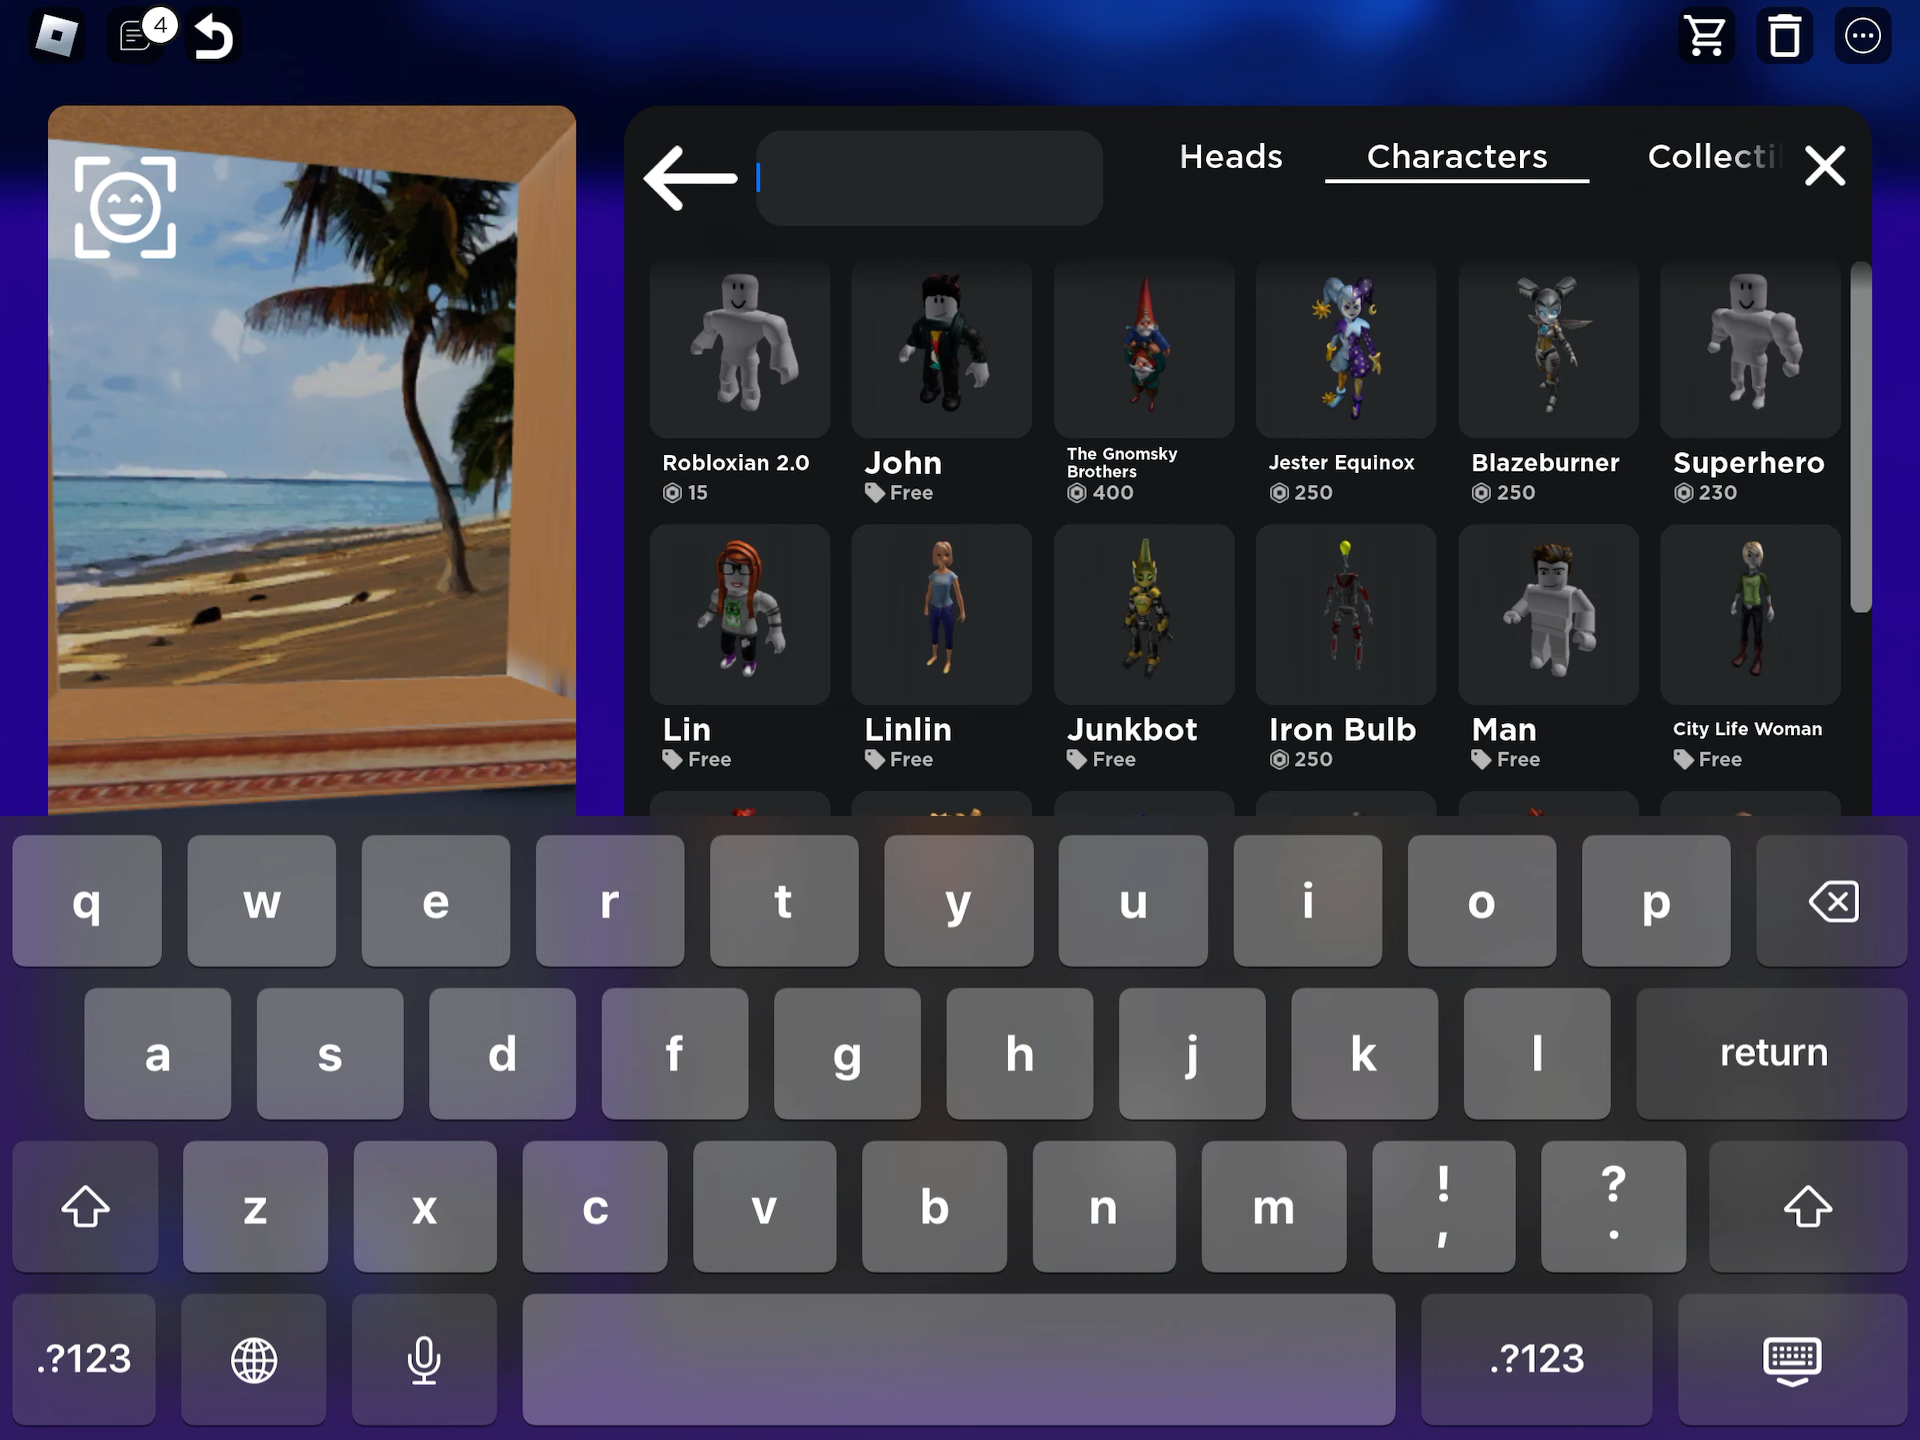 4
Heads Characters Collecti
Robloxian 2.0
15
John
Free
The Gnomsky
Brothers
400
Jester Equinox
250
Blazeburner
250
Superhero
230
Lin
Free
Linlin
Free
Junkbot
Free
Iron Bulb
250
Man
Free
City Life Woman
Free
q w e r t y u i o p
a s d f g h j k l return
z x c v b n m ! , ? .
.?123 .?123